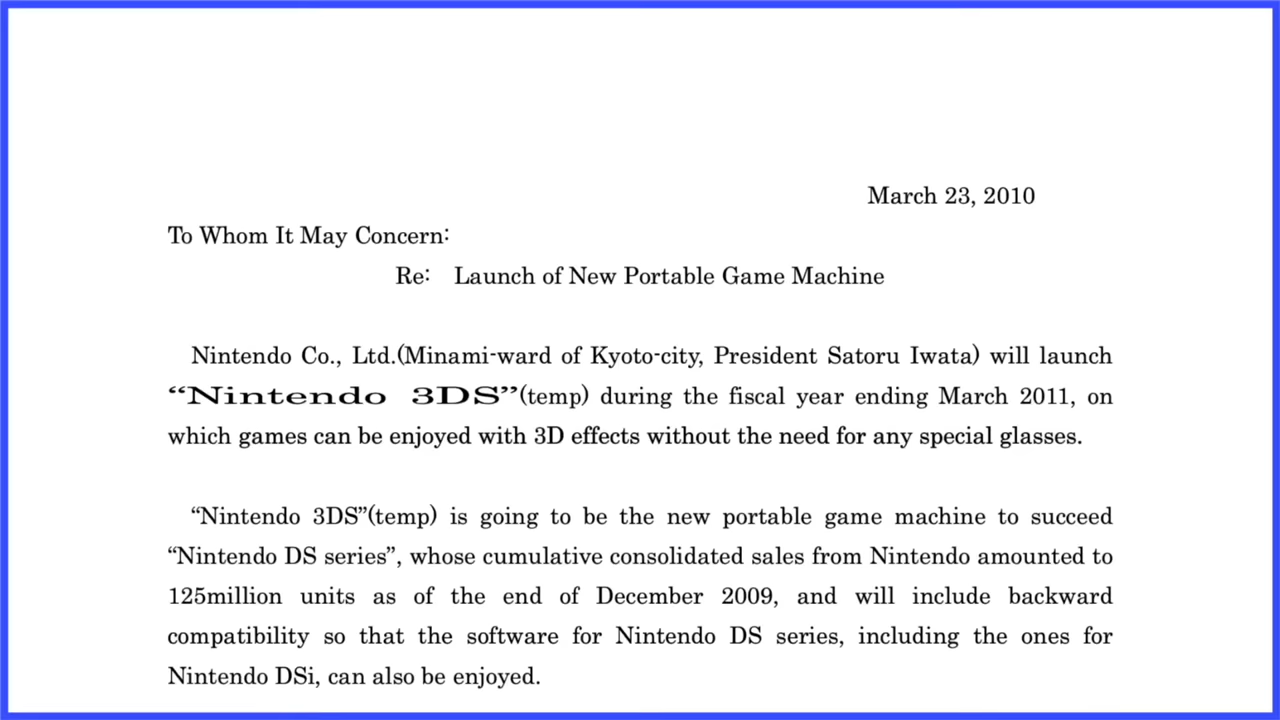 March 23, 2010
To Whom It May Concern:
Re: Launch of New Portable Game Machine
Nintendo Co., Ltd.(Minami-ward of Kyoto-city, President Satoru Iwata) will launch
“Nintendo 3DS”(temp) during the fiscal year ending March 2011, on
which games can be enjoyed with 3D effects without the need for any special glasses.
“Nintendo 3DS”(temp) is going to be the new portable game machine to succeed
“Nintendo DS series”, whose cumulative consolidated sales from Nintendo amounted to
125million units as of the end of December 2009, and will include backward
compatibility so that the software for Nintendo DS series, including the ones for
Nintendo DSi, can also be enjoyed.